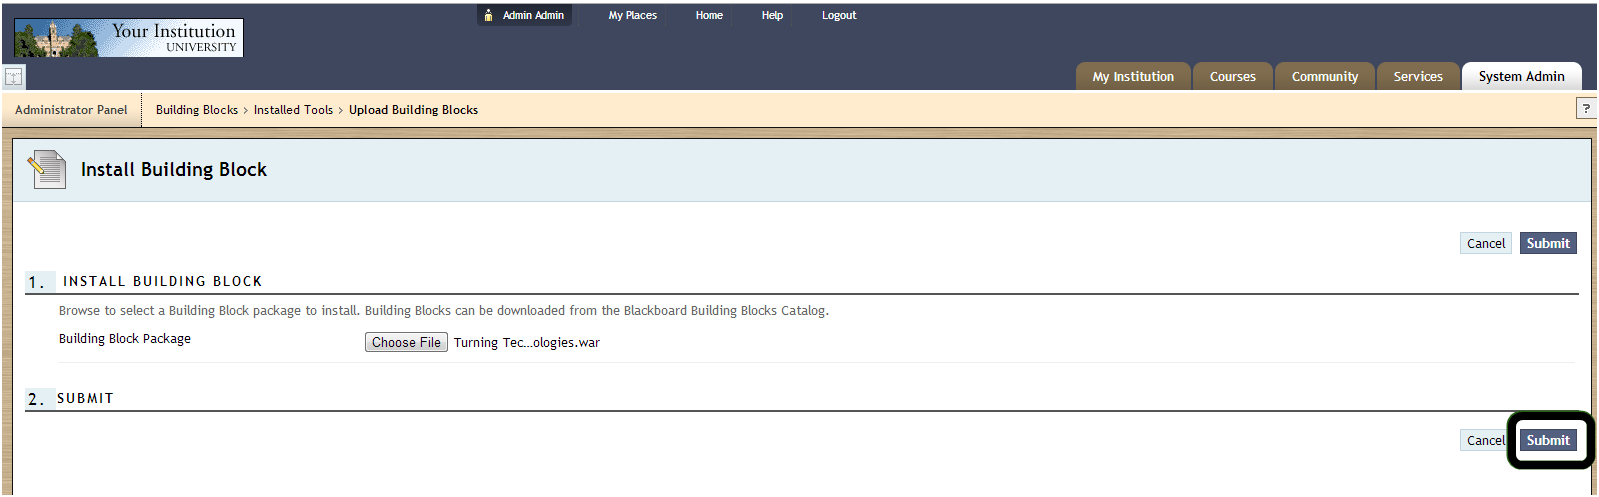 Admin Admin My Places Home Help Logout
Your Institution
UNIVERSITY
My Institution Courses Community Services System Admin
Administrator Panel Building Blocks > Installed Tools > Upload Building Blocks ?
Install Building Block
Cancel Submit
1. INSTALL BUILDING BLOCK
Browse to select a Building Block package to install. Building Blocks can be downloaded from the Blackboard Building Blocks Catalog.
Building Block Package Choose File Turning Tec...ologies.war
2. SUBMIT
Cancel Submit